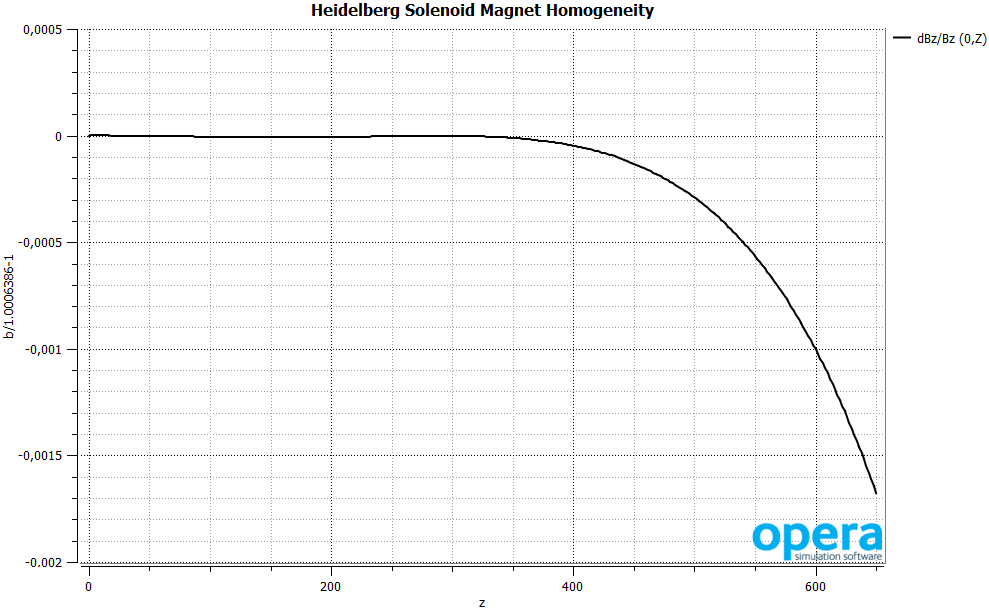 Heidelberg Solenoid Magnet Homogeneity
dBz/Bz (0,Z)
0,0005
0
-0,0005
-0,001
-0,0015
-0.002
b/1.0006386-1
0
200
400
600
z
opera
simulation software